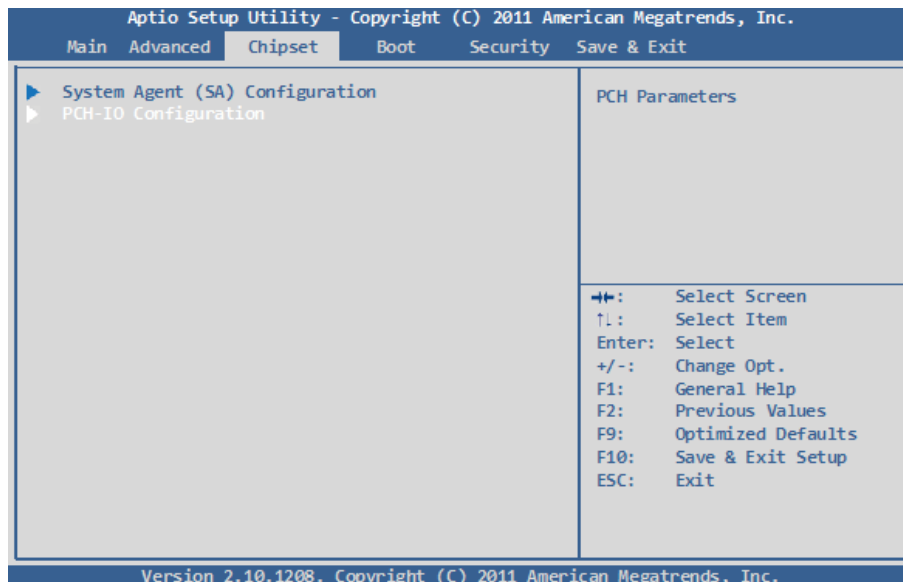 Aptio Setup Utility - Copyright (C) 2011 American Megatrends, Inc.
Main Advanced Chipset Boot Security Save & Exit
System Agent (SA) Configuration
PCH-IO Configuration
PCH Parameters
→←: Select Screen
↑↓: Select Item
Enter: Select
+/-: Change Opt.
F1: General Help
F2: Previous Values
F9: Optimized Defaults
F10: Save & Exit Setup
ESC: Exit
Version 2.10.1208. Copyright (C) 2011 American Megatrends, Inc.